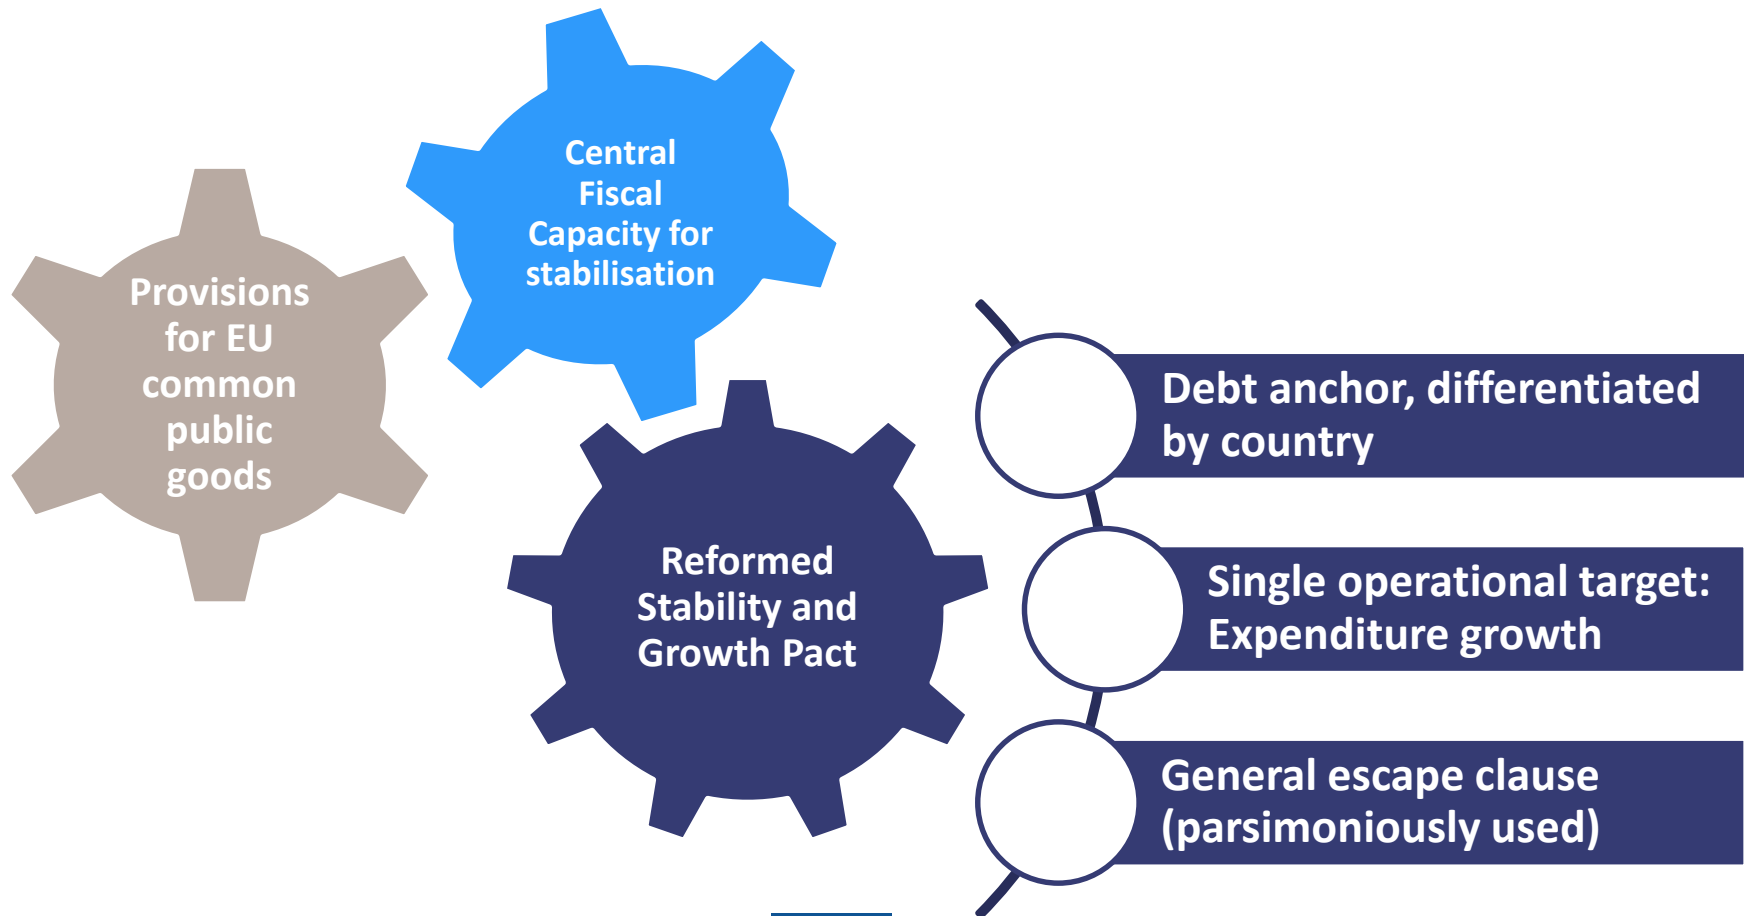 Central
Fiscal
Capacity for
stabilisation
Provisions
for EU
common
public
goods
Reformed
Stability and
Growth Pact
Debt anchor, differentiated
by country
Single operational target:
Expenditure growth
General escape clause
(parsimoniously used)